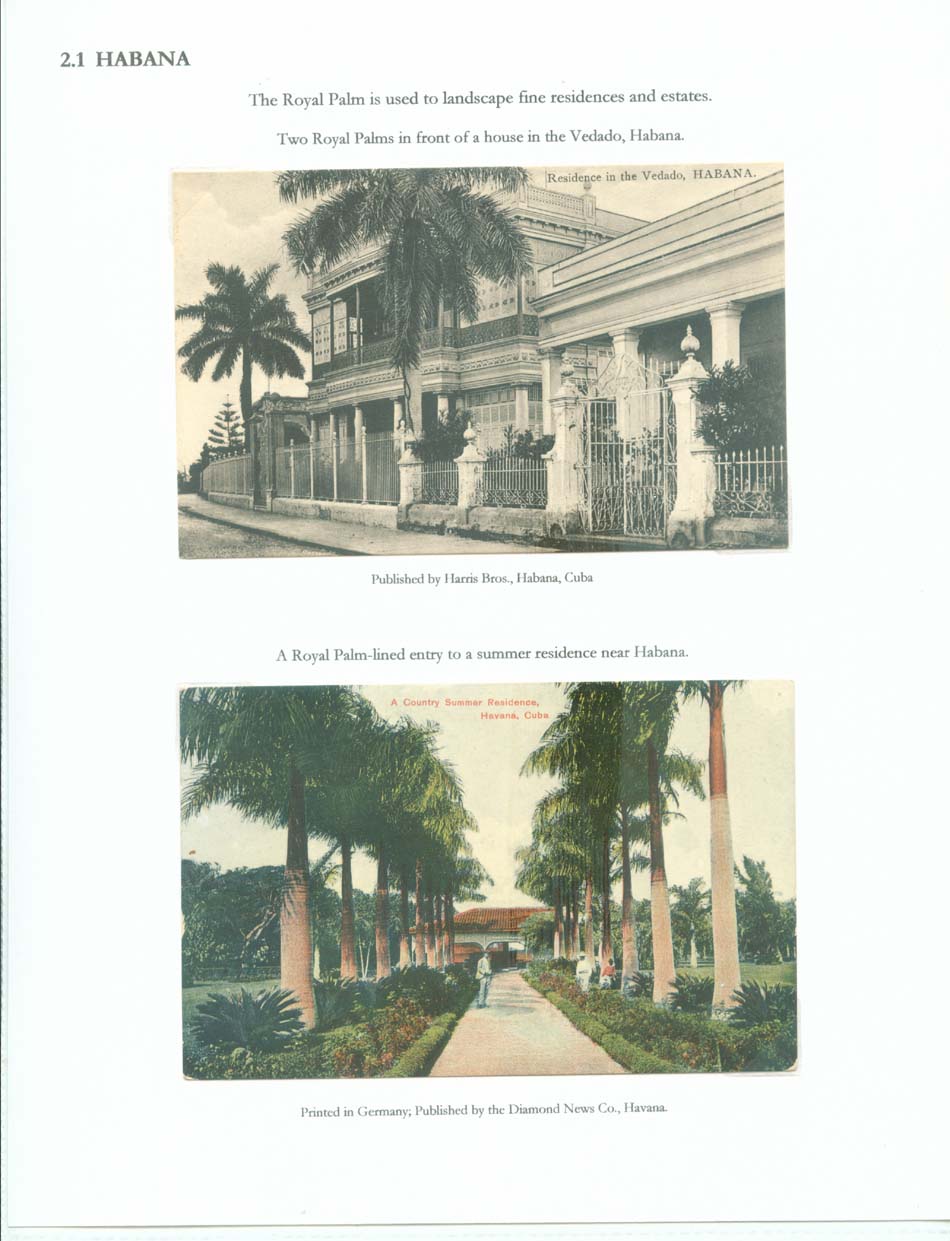 2.1 HABANA
The Royal Palm is used to landscape fine residences and estates.
Two Royal Palms in front of a house in the Vedado, Habana.
Residence in the Vedado, HABANA.
Published by Harris Bros., Habana, Cuba
A Royal Palm-lined entry to a summer residence near Habana.
A Country Summer Residence,
Havana, Cuba
Printed in Germany; Published by the Diamond News Co., Havana.